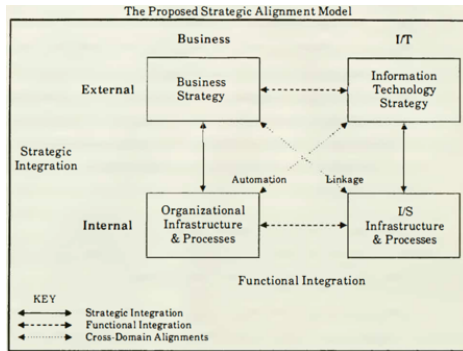 The Proposed Strategic Alignment Model
Business
I/T
External
Business
Strategy
Information
Technology
Strategy
Strategic
Integration
Automation
Linkage
Internal
Organizational
Infrastructure
& Processes
I/S
Infrastructure
& Processes
Functional Integration
KEY
Strategic Integration
Functional Integration
Cross-Domain Alignments